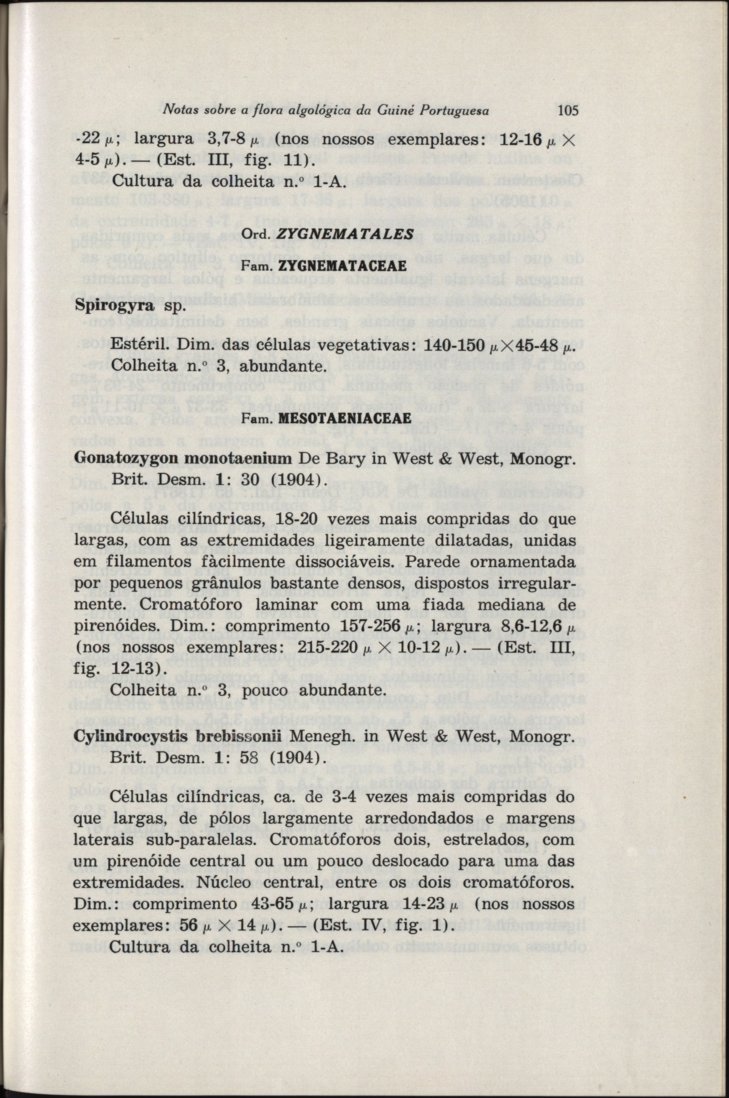 Notas sobre a flora algológica da Guiné Portuguesa 105
-22 μ; largura 3,7-8 μ (nos nossos exemplares: 12-16 μ ×
4-5 μ). — (Est. III, fig. 11).
Cultura da colheita n.º 1-A.
Ord. ZYGNEMATALES
Fam. ZYGNEMATACEAE
Spirogyra sp.
Estéril. Dim. das células vegetativas: 140-150 μ×45-48 μ.
Colheita n.º 3, abundante.
Fam. MESOTAENIACEAE
Gonatozygon monotaenium De Bary in West & West, Monogr.
Brit. Desm. 1: 30 (1904).
Células cilíndricas, 18-20 vezes mais compridas do que
largas, com as extremidades ligeiramente dilatadas, unidas
em filamentos fàcilmente dissociáveis. Parede ornamentada
por pequenos grânulos bastante densos, dispostos irregular-
mente. Cromatóforo laminar com uma fiada mediana de
pirenóides. Dim.: comprimento 157-256 μ; largura 8,6-12,6 μ
(nos nossos exemplares: 215-220 μ × 10-12 μ). — (Est. III,
fig. 12-13).
Colheita n.º 3, pouco abundante.
Cylindrocystis brebissonii Menegh. in West & West, Monogr.
Brit. Desm. 1: 58 (1904).
Células cilíndricas, ca. de 3-4 vezes mais compridas do
que largas, de pólos largamente arredondados e margens
laterais sub-paralelas. Cromatóforos dois, estrelados, com
um pirenóide central ou um pouco deslocado para uma das
extremidades. Núcleo central, entre os dois cromatóforos.
Dim.: comprimento 43-65 μ; largura 14-23 μ (nos nossos
exemplares: 56 μ × 14 μ). — (Est. IV, fig. 1).
Cultura da colheita n.º 1-A.